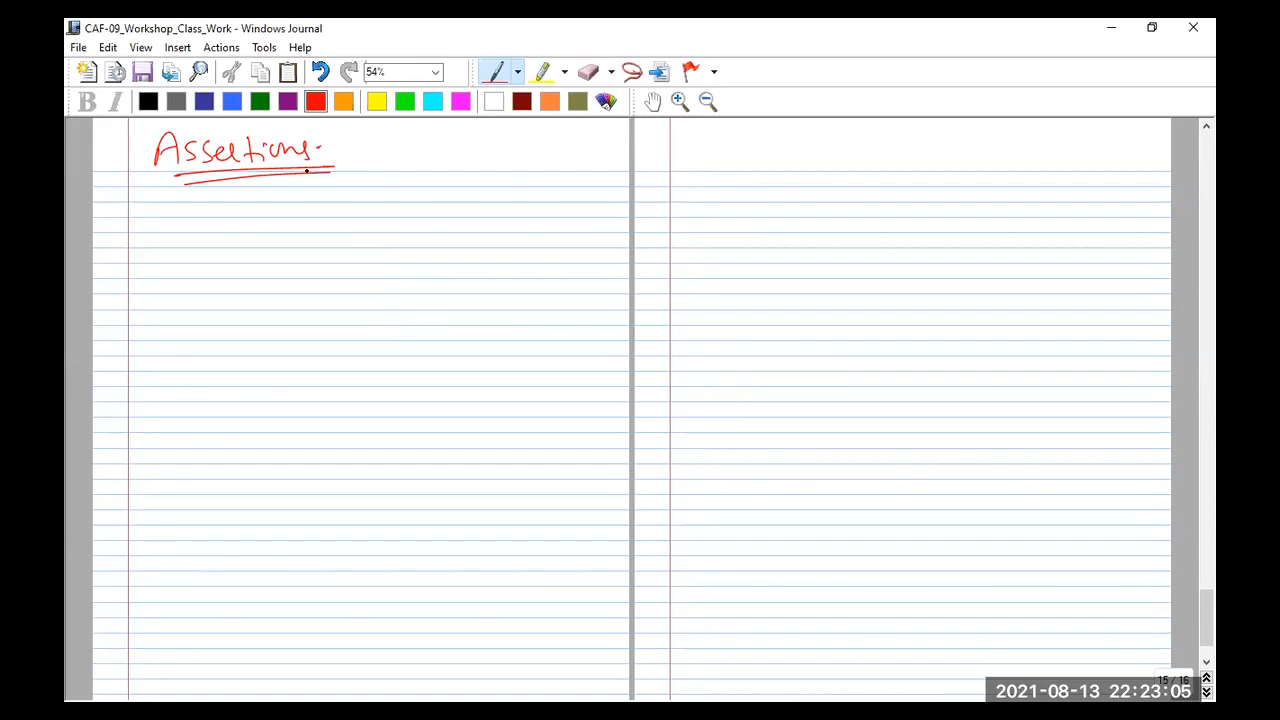 CAF-09_Workshop_Class_Work - Windows Journal
File Edit View Insert Actions Tools Help
54%
B I
Assertions.
15 / 16
2021-08-13 22:23:05